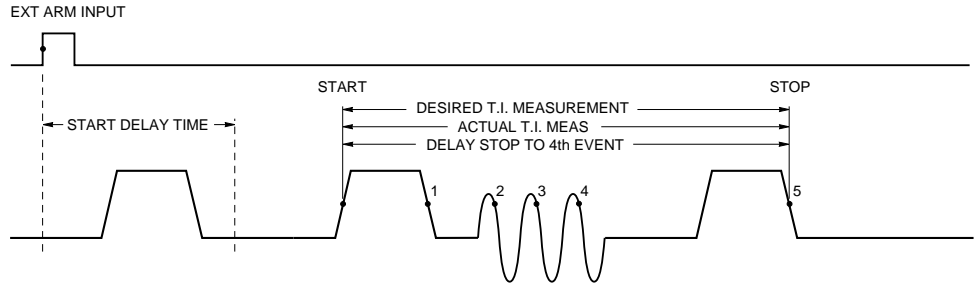 EXT ARM INPUT
START
STOP
DESIRED T.I. MEASUREMENT
START DELAY TIME
ACTUAL T.I. MEAS
DELAY STOP TO 4th EVENT
1
2
3
4
5